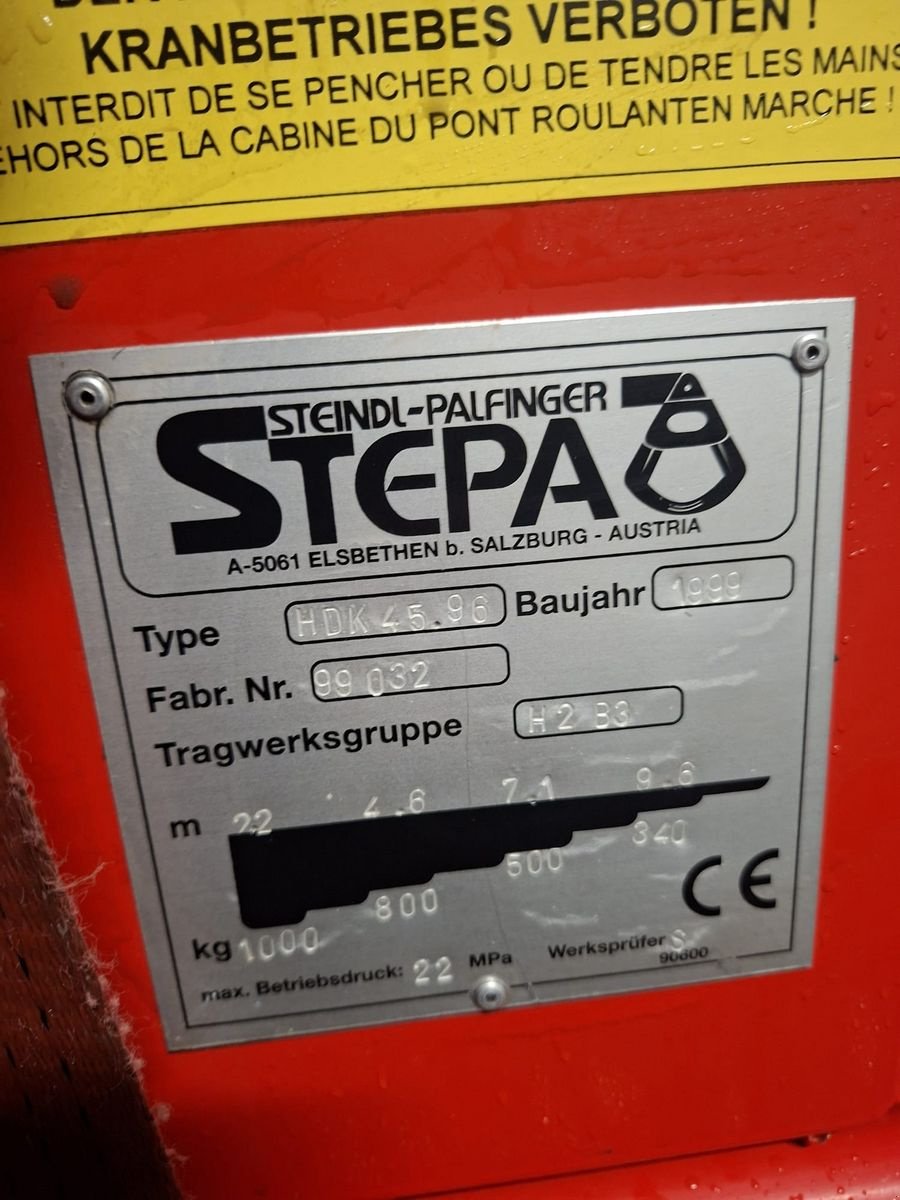 KRANBETRIEBES VERBOTEN !
INTERDIT DE SE PENCHER OU DE TENDRE LES MAINS
EHORS DE LA CABINE DU PONT ROULANTEN MARCHE !
STEINDL-PALFINGER
STEPA
A-5061 ELSBETHEN b. SALZBURG - AUSTRIA
Type HDK 45.96 Baujahr 1999
Fabr. Nr. 99 032
Tragwerksgruppe H2 B3
m 22 4.6 7.1 9.6
kg 1000 800 500 340
CE
max. Betriebsdruck: 22 MPa Werksprüfer S
90600